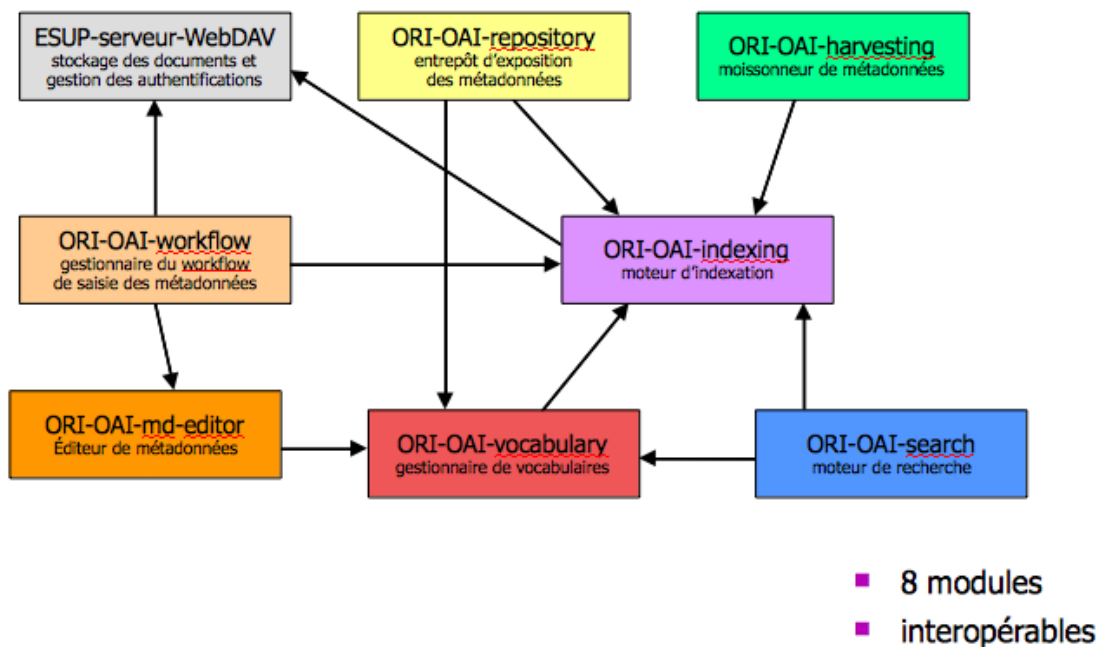 ESUP-serveur-WebDAV
stockage des documents et
gestion des authentifications
ORI-OAI-repository
entrepôt d'exposition
des métadonnées
ORI-OAI-harvesting
moissonneur de métadonnées
ORI-OAI-workflow
gestionnaire du workflow
de saisie des métadonnées
ORI-OAI-indexing
moteur d'indexation
ORI-OAI-md-editor
Éditeur de métadonnées
ORI-OAI-vocabulary
gestionnaire de vocabulaires
ORI-OAI-search
moteur de recherche
8 modules
interopérables